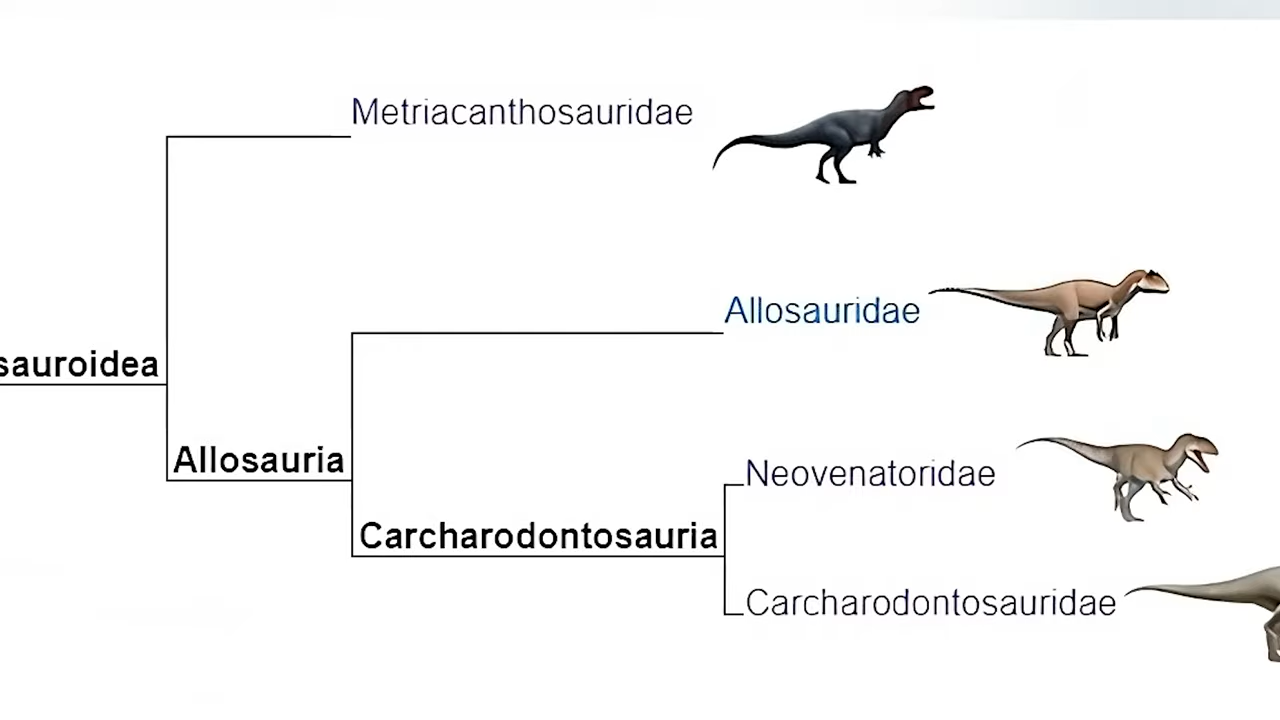 Metriacanthosauridae
Allosauridae
sauroidea
Allosauria
Neovenatoridae
Carcharodontosauria
Carcharodontosauridae